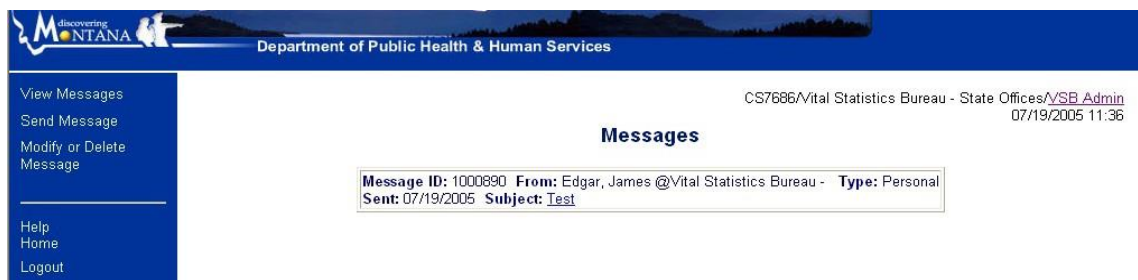 discovering
MONTANA
Department of Public Health & Human Services
View Messages
Send Message
Modify or Delete
Message
Help
Home
Logout
CS7686/Vital Statistics Bureau - State Offices/VSB Admin
07/19/2005 11:36
Messages
Message ID: 1000890 From: Edgar, James @Vital Statistics Bureau - Type: Personal
Sent: 07/19/2005 Subject: Test